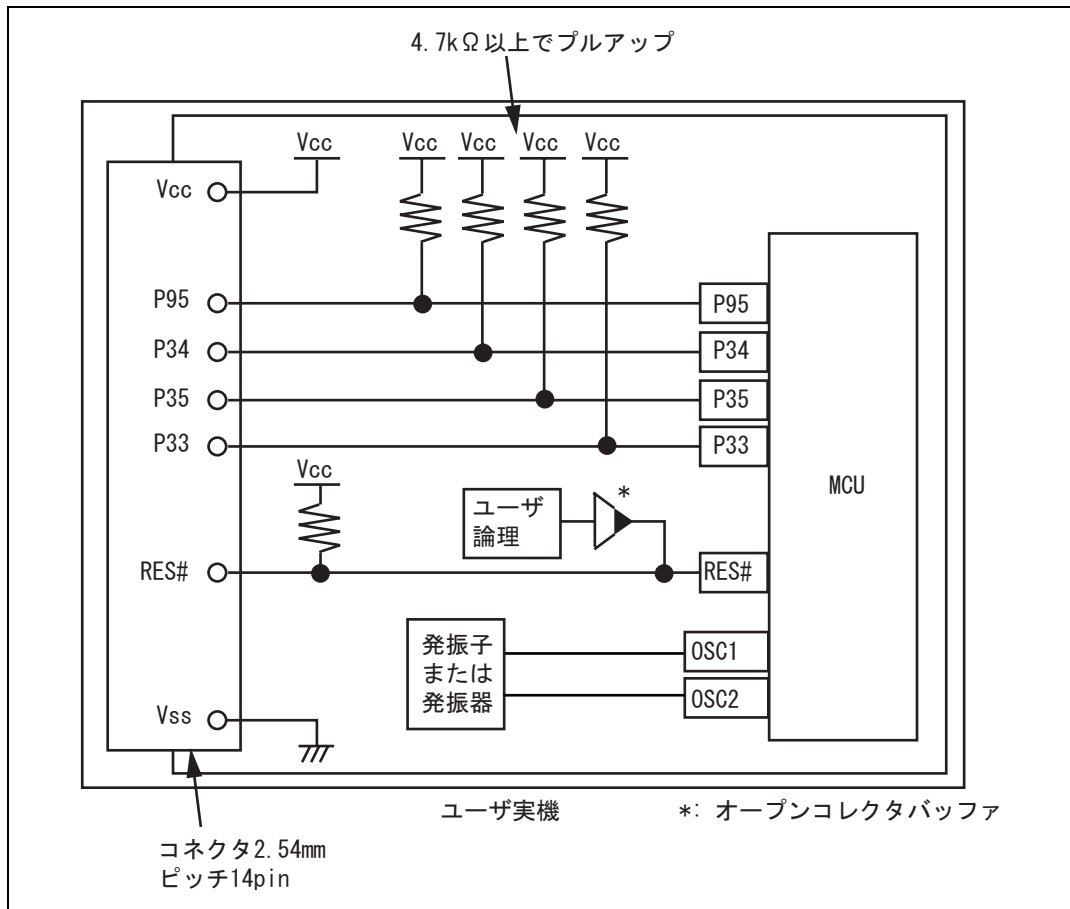 4.7kΩ以上でプルアップ
Vcc Vcc Vcc Vcc Vcc
Vcc
P95 P95
P34 P34
P35 P35
P33 P33
Vcc
MCU
*
ユーザ
論理
RES# RES#
発振子
または
発振器
OSC1
OSC2
Vss
ユーザ実機
*: オープンコレクタバッファ
コネクタ2.54mm
ピッチ14pin